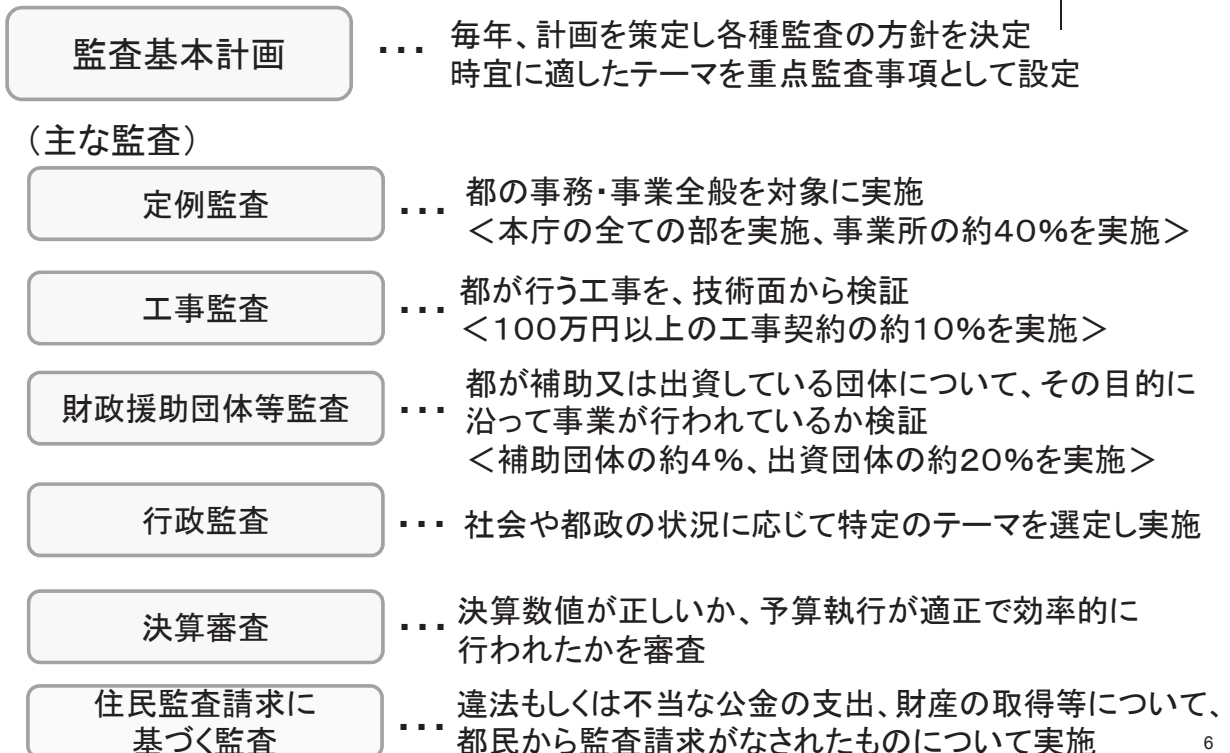 監査基本計画 ・・・ 毎年、計画を策定し各種監査の方針を決定
時宜に適したテーマを重点監査事項として設定
（主な監査）
定例監査 ・・・ 都の事務・事業全般を対象に実施
＜本庁の全ての部を実施、事業所の約40％を実施＞
工事監査 ・・・ 都が行う工事を、技術面から検証
＜100万円以上の工事契約の約10％を実施＞
財政援助団体等監査 ・・・ 都が補助又は出資している団体について、その目的に
沿って事業が行われているか検証
＜補助団体の約4％、出資団体の約20％を実施＞
行政監査 ・・・ 社会や都政の状況に応じて特定のテーマを選定し実施
決算審査 ・・・ 決算数値が正しいか、予算執行が適正で効率的に
行われたかを審査
住民監査請求に
基づく監査 ・・・ 違法もしくは不当な公金の支出、財産の取得等について、
都民から監査請求がなされたものについて実施
6